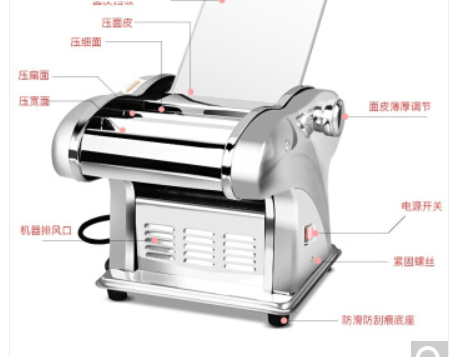 压面皮
压细面
压扁面
压宽面
面皮薄厚调节
电源开关
机器排风口
紧固螺丝
防滑防刮痕底座